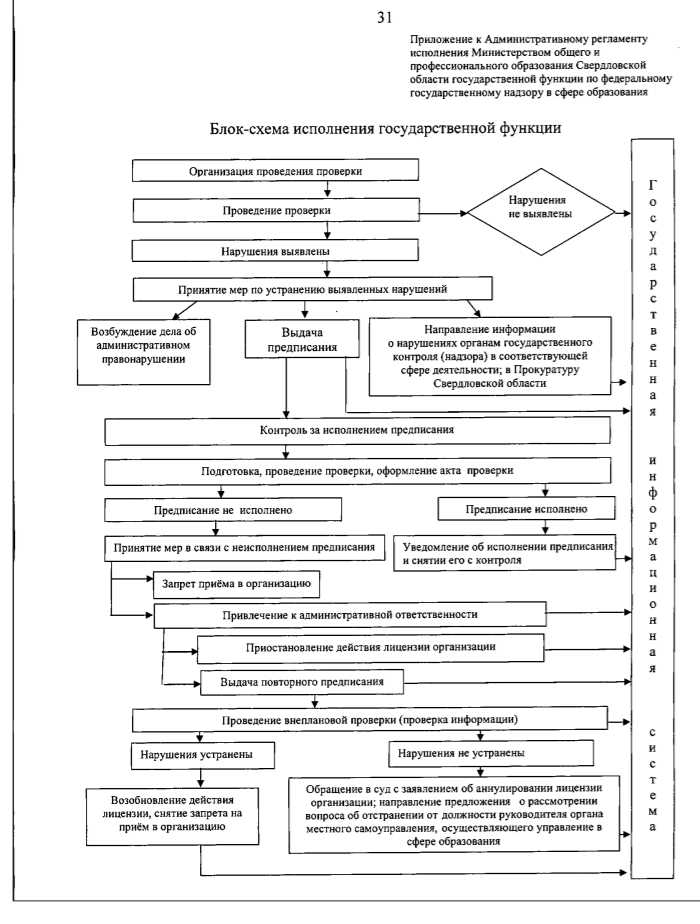 31
Приложение к Административному регламенту
исполнения Министерством общего и
профессионального образования Свердловской
области государственной функции по федеральному
государственному надзору в сфере образования
Блок-схема исполнения государственной функции
Организация проведения проверки
Проведение проверки
Нарушения
не выявлены
Нарушения выявлены
Принятие мер по устранению выявленных нарушений
Возбуждение дела об
административном
правонарушении
Выдача
предписания
Направление информации
о нарушениях органам государственного
контроля (надзора) в соответствующей
сфере деятельности; в Прокуратуру
Свердловской области
Контроль за исполнением предписания
Подготовка, проведение проверки, оформление акта проверки
Предписание не исполнено
Предписание исполнено
Принятие мер в связи с неисполнением предписания
Уведомление об исполнении предписания
и снятии его с контроля
Запрет приёма в организацию
Привлечение к административной ответственности
Приостановление действия лицензии организации
Выдача повторного предписания
Проведение внеплановой проверки (проверка информации)
Нарушения устранены
Нарушения не устранены
Возобновление действия
лицензии, снятие запрета на
приём в организацию
Обращение в суд с заявлением об аннулировании лицензии
организации; направление предложения о рассмотрении
вопроса об отстранении от должности руководителя органа
местного самоуправления, осуществляющего управление в
сфере образования
Государственная информационная система